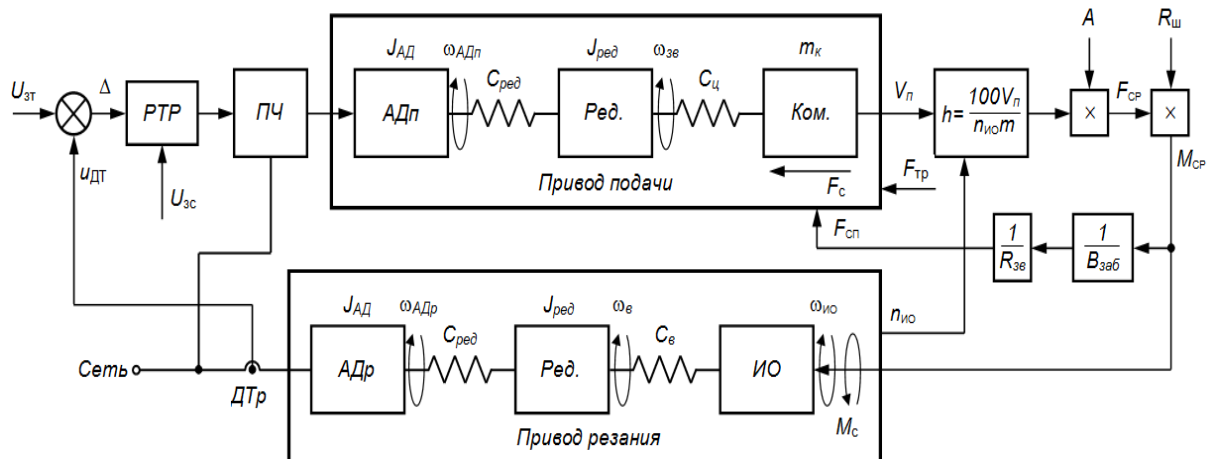 A R_ш
J_АД ω_АДп J_ред ω_зв m_к
C_ред C_ц
U_зт Δ V_п F_СР
РТР ПЧ АДп Ред. Ком. h= 100V_п / n_ИО m × ×
u_ДТ U_зс Привод подачи F_с F_тр M_СР
F_СП 1/R_зв 1/B_заб
J_АД ω_АДр J_ред ω_в ω_ИО n_ИО
C_ред C_в
Сеть АДр Ред. ИО
ДТр M_с
Привод резания